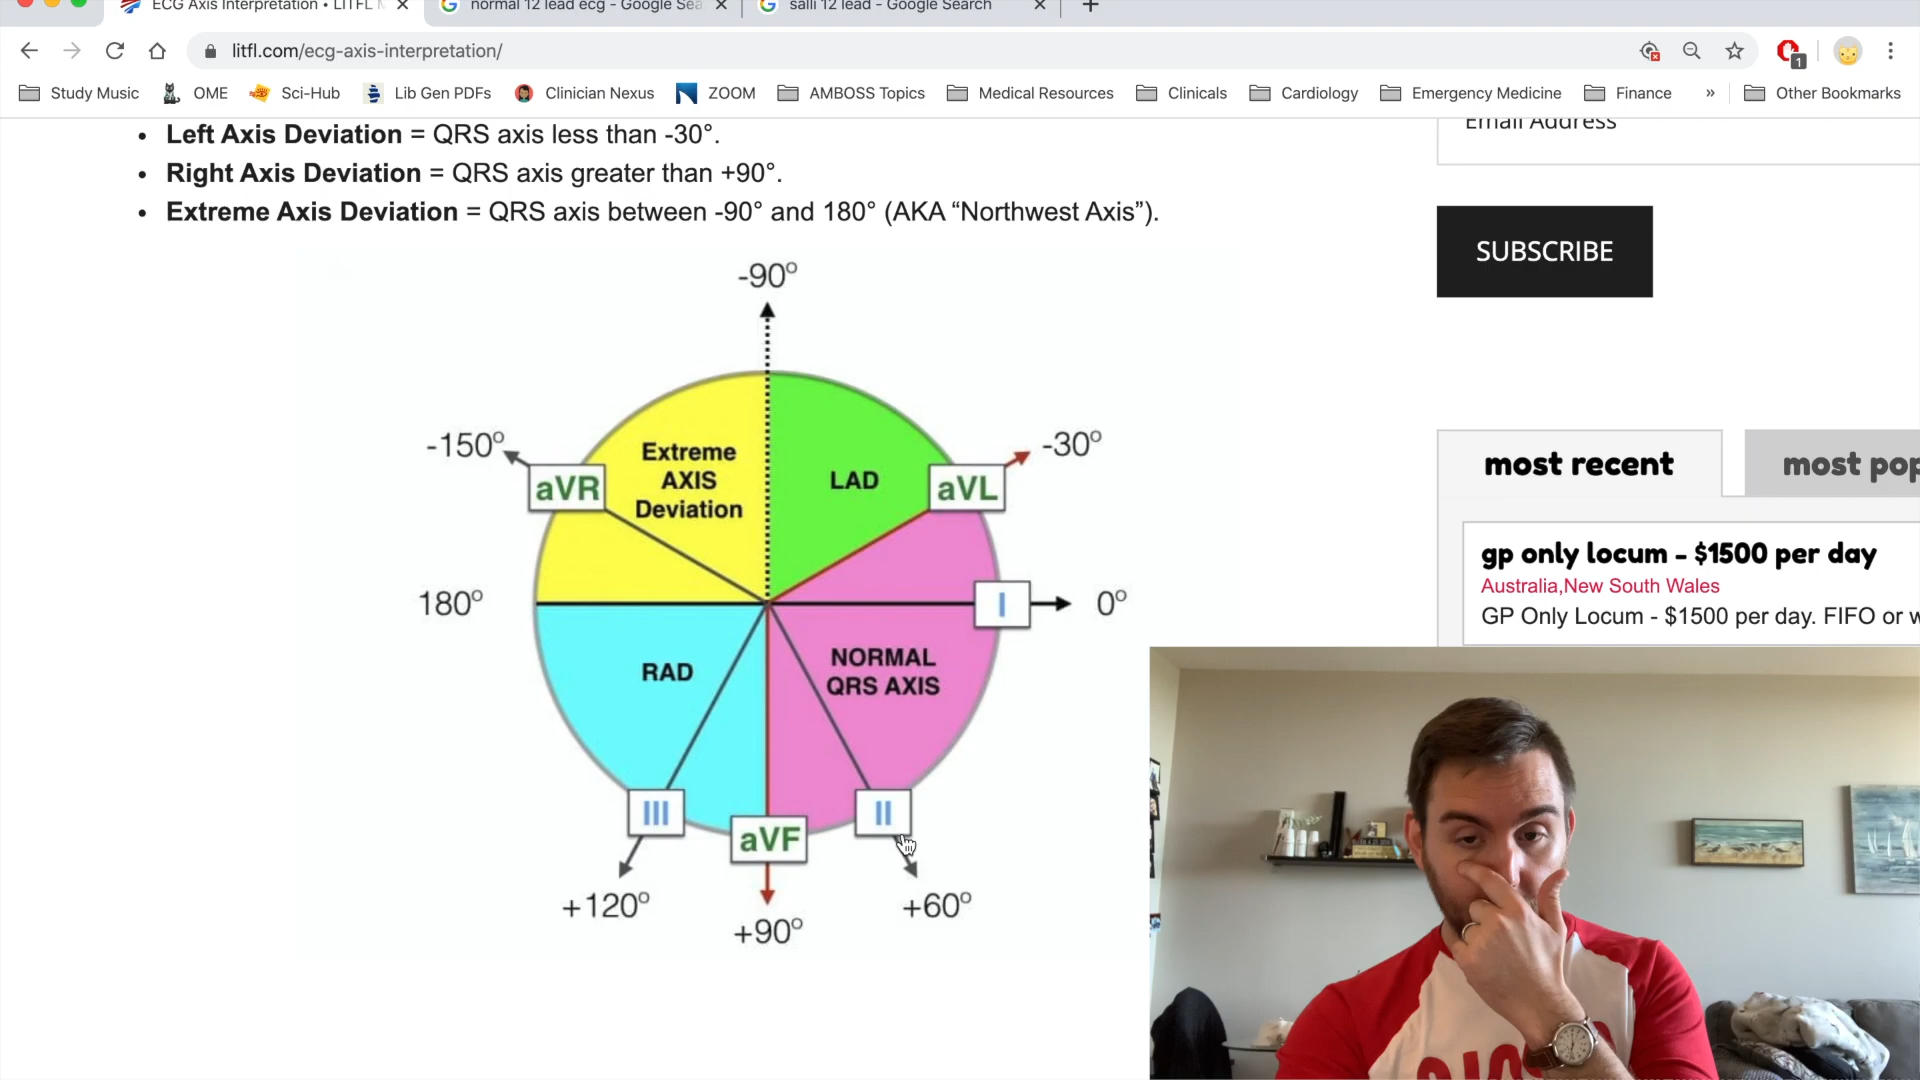 ECG Axis Interpretation • LITFL M
normal 12 lead ecg - Google Sea
salli 12 lead - Google Search
litfl.com/ecg-axis-interpretation/
1
Study Music
OME
Sci-Hub
Lib Gen PDFs
Clinician Nexus
ZOOM
AMBOSS Topics
Medical Resources
Clinicals
Cardiology
Emergency Medicine
Finance
»
Other Bookmarks
• Left Axis Deviation = QRS axis less than -30°.
• Right Axis Deviation = QRS axis greater than +90°.
• Extreme Axis Deviation = QRS axis between -90° and 180° (AKA “Northwest Axis”).
Email Address
SUBSCRIBE
-90°
-150°
-30°
aVR
Extreme
AXIS
Deviation
LAD
aVL
180°
I
0°
RAD
NORMAL
QRS AXIS
III
aVF
II
+120°
+90°
+60°
most recent
most pop
gp only locum - $1500 per day
Australia,New South Wales
GP Only Locum - $1500 per day. FIFO or w